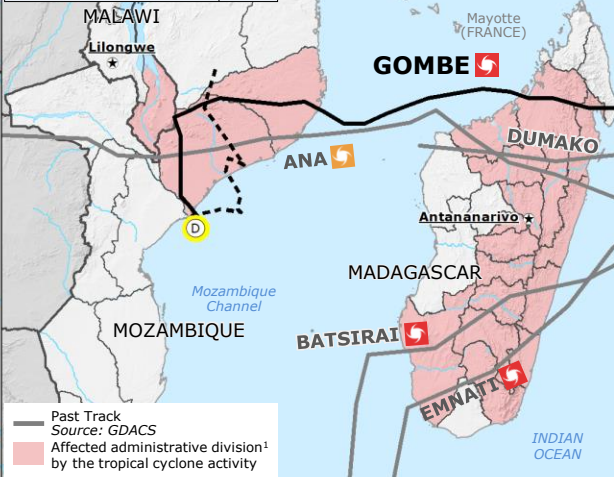 MALAWI
Lilongwe
Mayotte
(FRANCE)
GOMBE
DUMAKO
ANA
Antananarivo
MADAGASCAR
D
Mozambique
Channel
MOZAMBIQUE
BATSIRAI
EMNATI
INDIAN
OCEAN
Past Track
Source: GDACS
Affected administrative division1
by the tropical cyclone activity